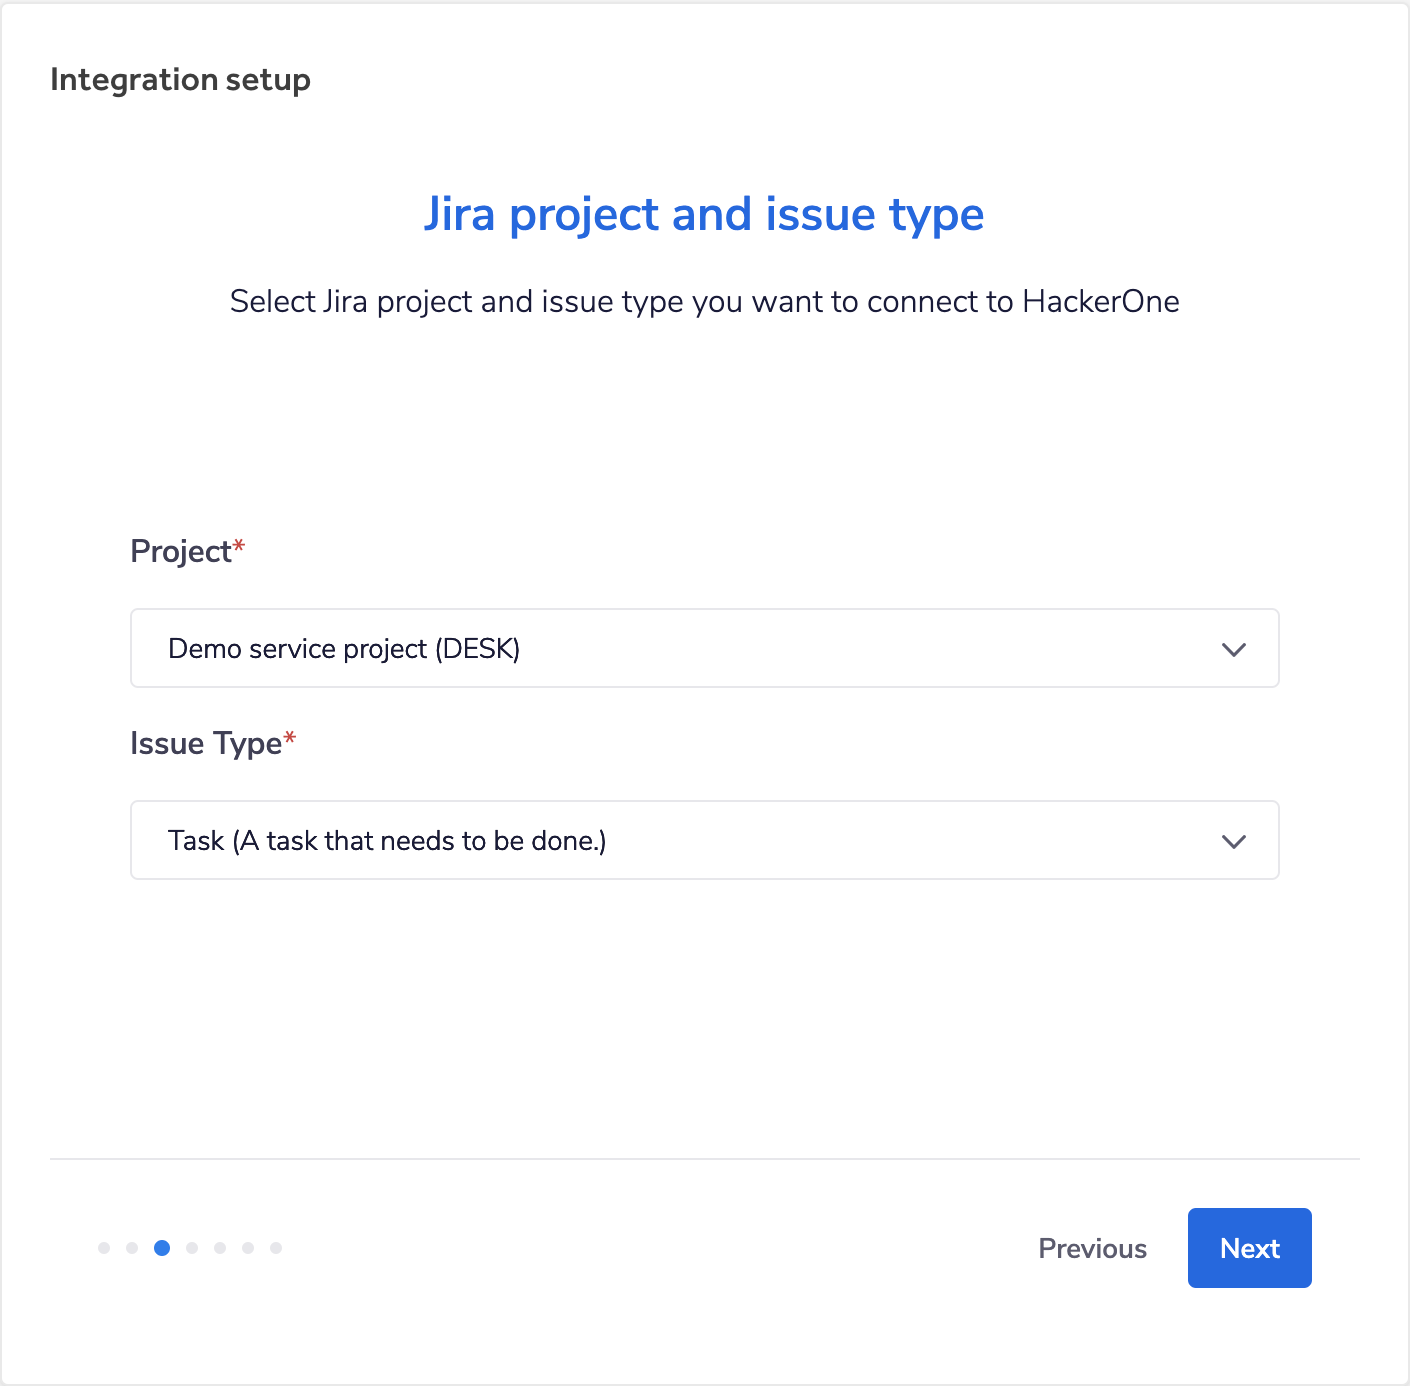 Integration setup
Jira project and issue type
Select Jira project and issue type you want to connect to HackerOne
Project*
Demo service project (DESK)
Issue Type*
Task (A task that needs to be done.)
Previous
Next